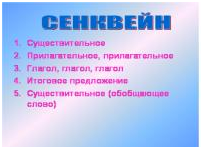 СЕНКВЕЙН
1. Существительное
2. Прилагательное, прилагательное
3. Глагол, глагол, глагол
4. Итоговое предложение
5. Существительное (обобщающее
слово)